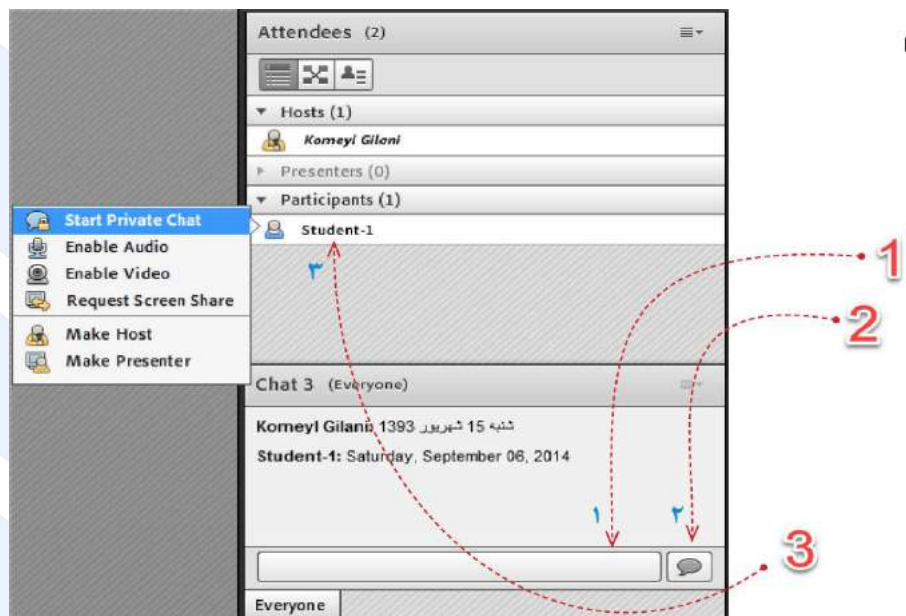 Attendees (2)
Hosts (1)
Komeyl Gilani
Presenters (0)
Participants (1)
Start Private Chat
Student-1
Enable Audio
Enable Video
Request Screen Share
Make Host
Make Presenter
۳
1
2
Chat 3 (Everyone)
Komeyl Gilani: شنبه 15 شهریور 1393
Student-1: Saturday, September 06, 2014
۱
۲
3
Everyone